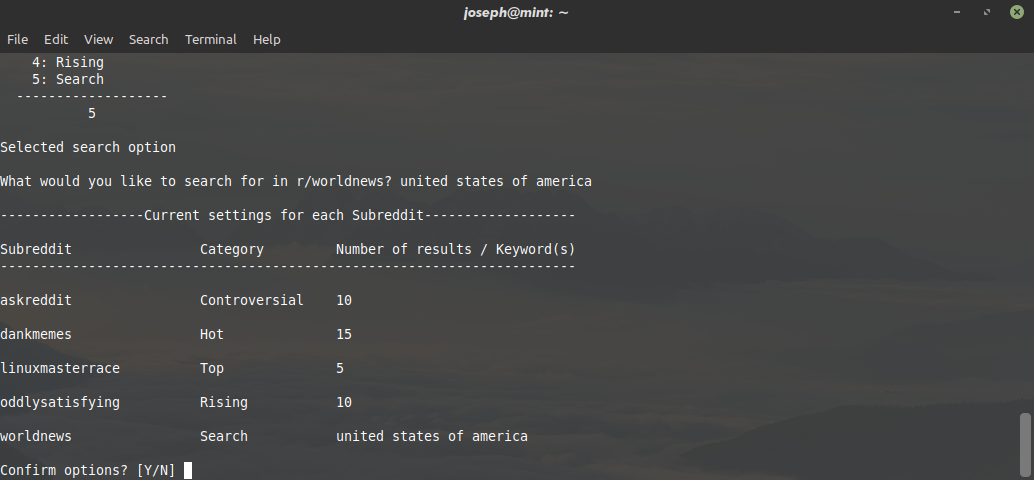 joseph@mint: ~
File Edit View Search Terminal Help
4: Rising
5: Search
-------------------
5
Selected search option
What would you like to search for in r/worldnews? united states of america
------------------Current settings for each Subreddit-------------------
Subreddit Category Number of results / Keyword(s)
------------------------------------------------------------------------
askreddit Controversial 10
dankmemes Hot 15
linuxmasterrace Top 5
oddlysatisfying Rising 10
worldnews Search united states of america
Confirm options? [Y/N]